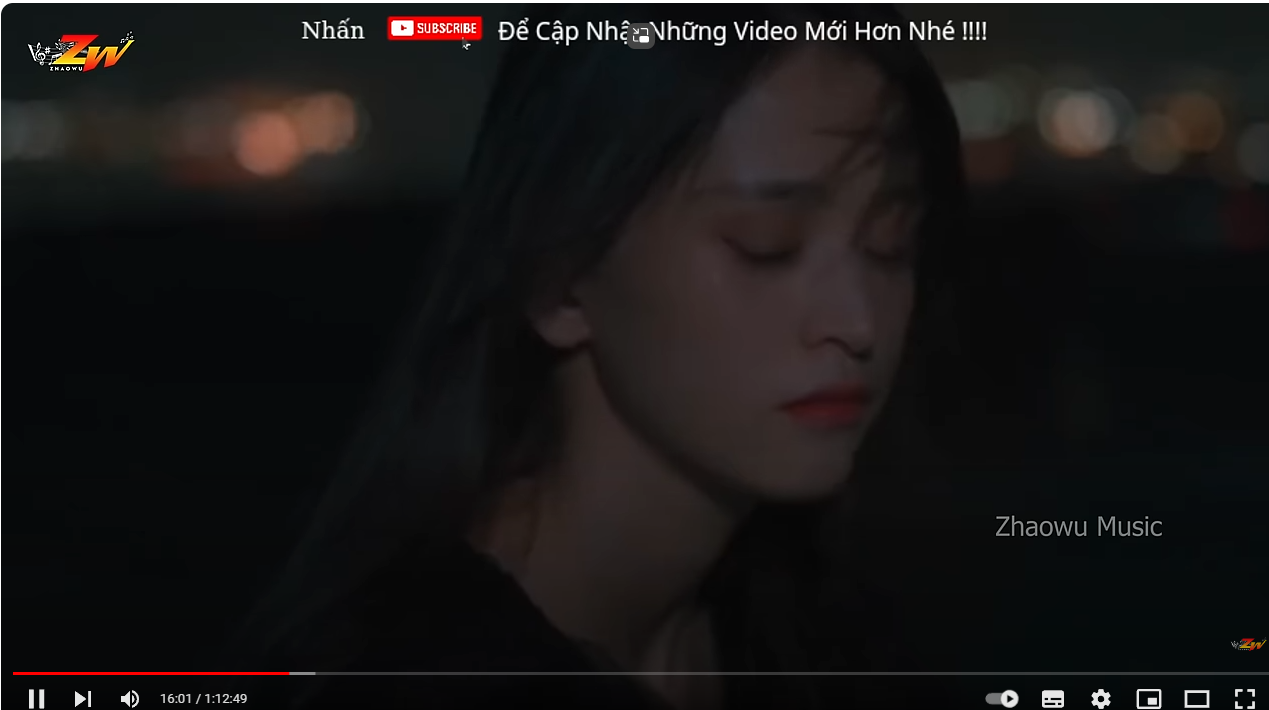 Nhấn SUBSCRIBE Để Cập Nhậ Những Video Mới Hơn Nhé !!!!
ZW
ZHAOWU
Zhaowu Music
ZW
16:01 / 1:12:49